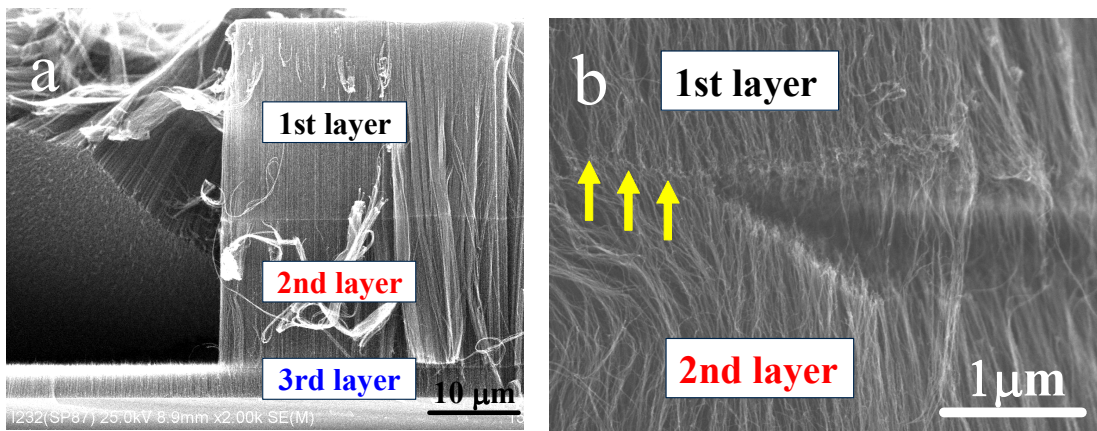 a
1st layer
2nd layer
3rd layer
10 μm
I232(SP87) 25.0kV 8.9mm x2.00k SE(M)
b
1st layer
2nd layer
1μm